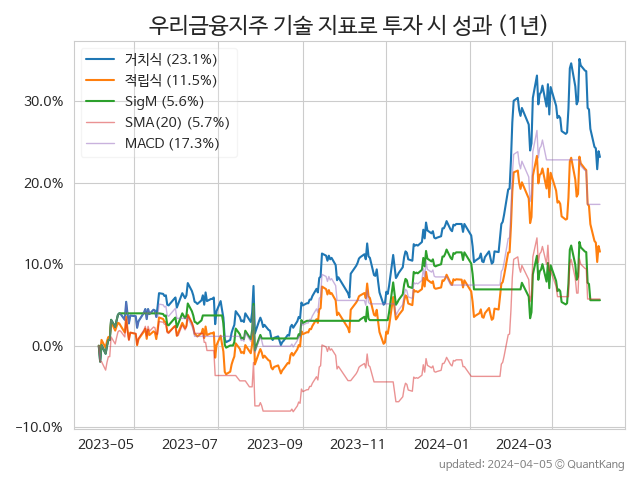 우리금융지주 기술 지표로 투자 시 성과 (1년)
거치식 (23.1%)
적립식 (11.5%)
SigM (5.6%)
SMA(20) (5.7%)
MACD (17.3%)
30.0%
20.0%
10.0%
0.0%
−10.0%
2023-05 2023-07 2023-09 2023-11 2024-01 2024-03
updated: 2024-04-05 © QuantKang